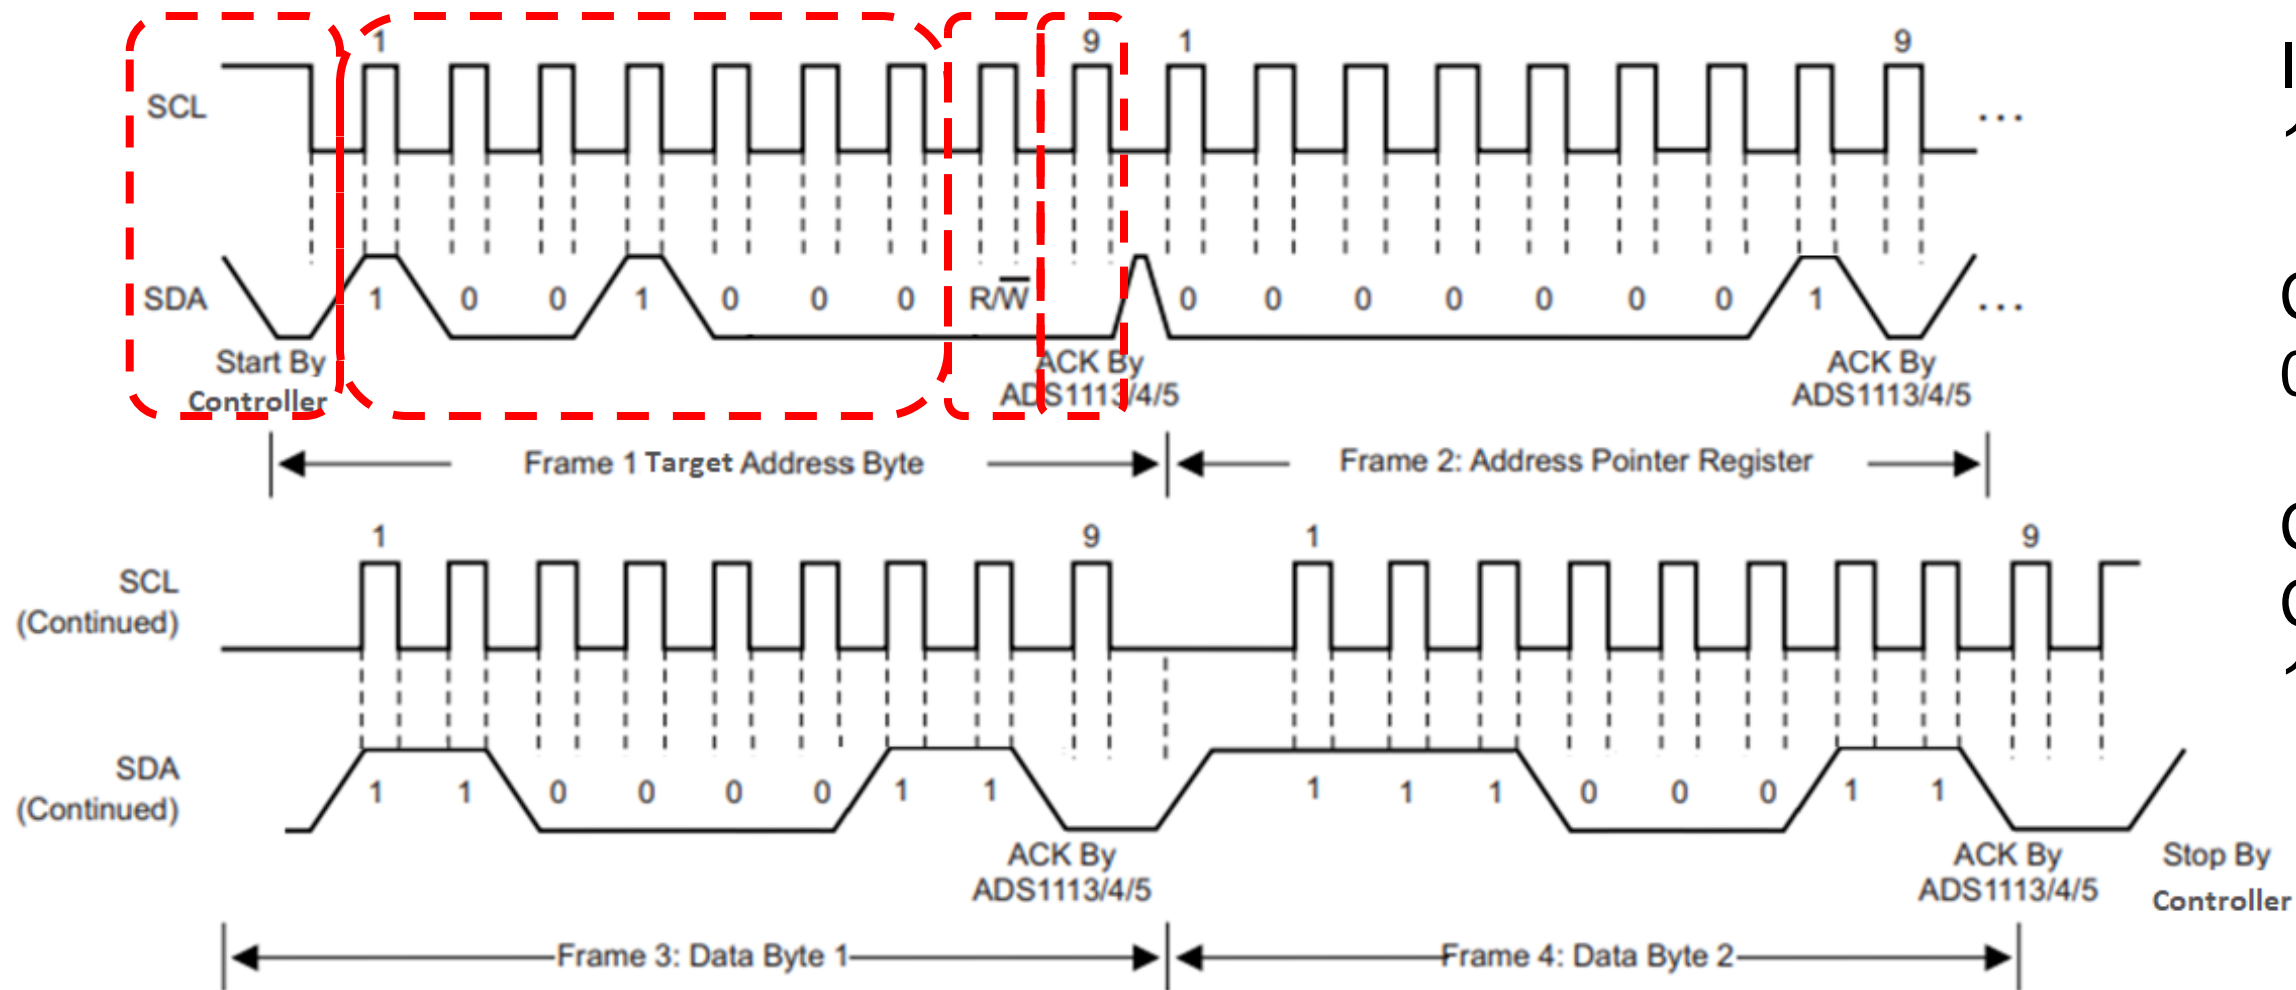 1 9 1 9
SCL ...
SDA 1 0 0 1 0 0 0 R/W 0 0 0 0 0 0 0 1 ...
Start By ACK By ACK By
Controller ADS1113/4/5 ADS1113/4/5
Frame 1 Target Address Byte Frame 2: Address Pointer Register
1 9 1 9
SCL
(Continued)
SDA
(Continued) 1 1 0 0 0 0 1 1 1 1 1 0 0 0 1 1
ACK By ACK By Stop By
ADS1113/4/5 ADS1113/4/5 Controller
Frame 3: Data Byte 1 Frame 4: Data Byte 2